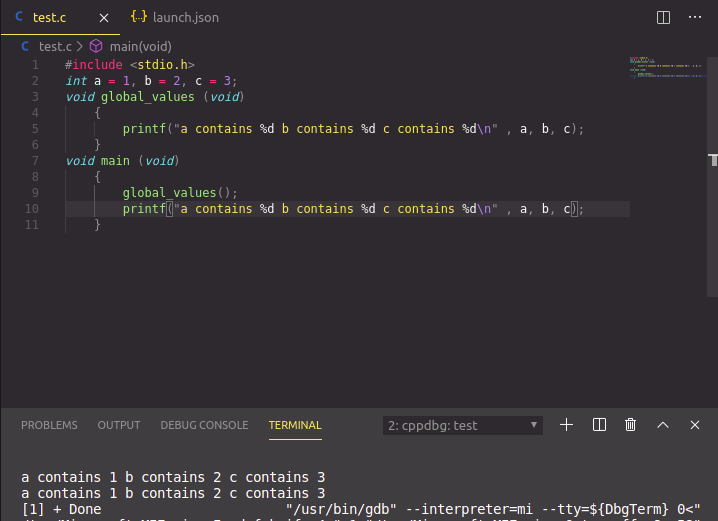 C test.c × {··} launch.json ···
C test.c > main(void)
1 #include <stdio.h>
2 int a = 1, b = 2, c = 3;
3 void global_values (void)
4 {
5 printf("a contains %d b contains %d c contains %d\n" , a, b, c);
6 }
7 void main (void)
8 {
9 global_values();
10 printf("a contains %d b contains %d c contains %d\n" , a, b, c);
11 }
PROBLEMS OUTPUT DEBUG CONSOLE TERMINAL 2: cppdbg: test
a contains 1 b contains 2 c contains 3
a contains 1 b contains 2 c contains 3
[1] + Done "/usr/bin/gdb" --interpreter=mi --tty=${DbgTerm} 0<"